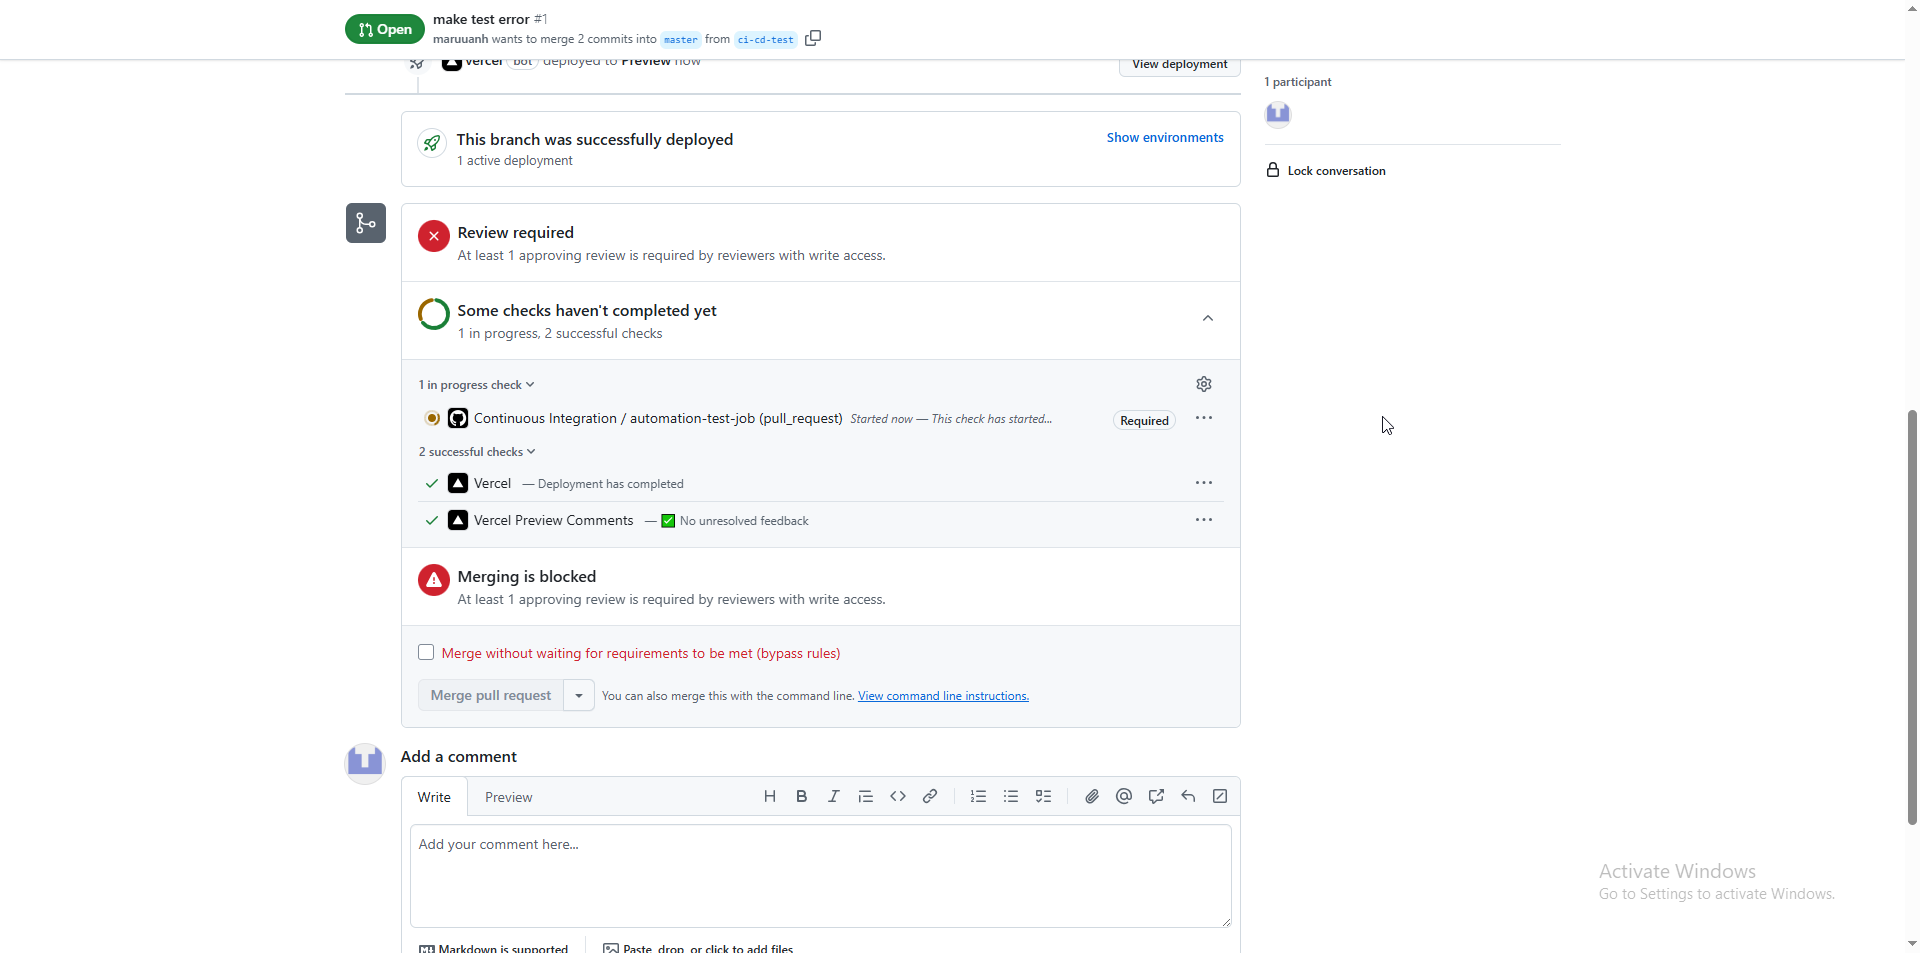 Open
make test error #1
maruuanh wants to merge 2 commits into master from ci-cd-test
vercel bot deployed to Preview now
View deployment
1 participant
This branch was successfully deployed
1 active deployment
Show environments
Lock conversation
Review required
At least 1 approving review is required by reviewers with write access.
Some checks haven't completed yet
1 in progress, 2 successful checks
1 in progress check
Continuous Integration / automation-test-job (pull_request) Started now — This check has started...
Required
2 successful checks
Vercel — Deployment has completed
Vercel Preview Comments — ✅ No unresolved feedback
Merging is blocked
At least 1 approving review is required by reviewers with write access.
Merge without waiting for requirements to be met (bypass rules)
Merge pull request
You can also merge this with the command line. View command line instructions.
Add a comment
Write
Preview
Add your comment here...
Markdown is supported
Paste, drop, or click to add files
Activate Windows
Go to Settings to activate Windows.